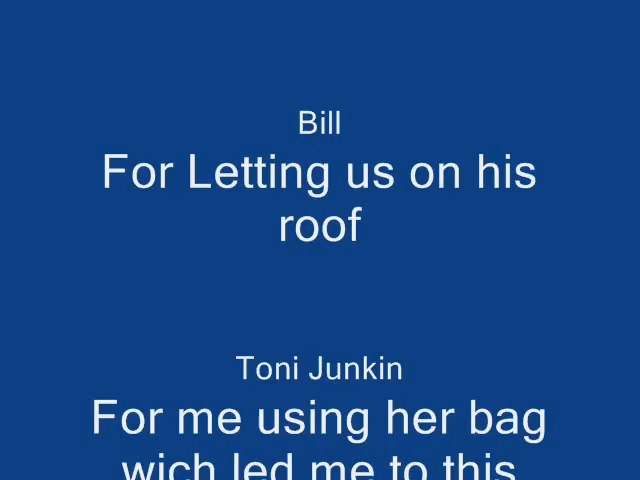 Bill
For Letting us on his
roof
Toni Junkin
For me using her bag
wich led me to this